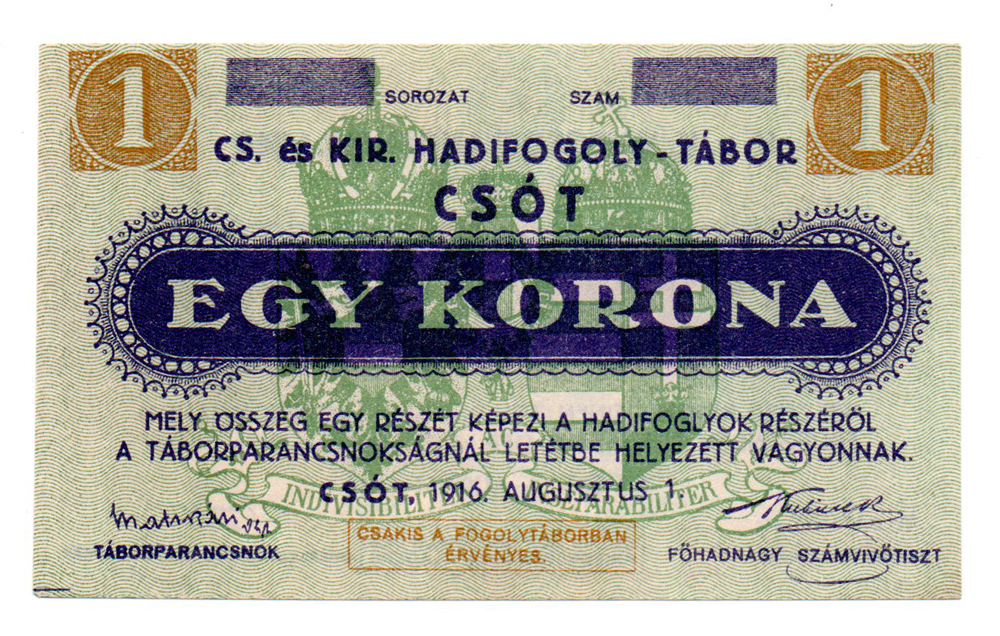 1 1
SOROZAT SZAM
CS. és KIR. HADIFOGOLY-TÁBOR
CSÓT
EGY KORONA
MELY ÖSSZEG EGY RÉSZÉT KÉPEZI A HADIFOGLYOK RÉSZÉRŐL
A TÁBORPARANCSNOKSÁGNÁL LETÉTBE HELYEZETT VAGYONNAK.
INDIVISIBILITER AC INSEPARABILITER
CSÓT, 1916. AUGUSZTUS 1.
CSAKIS A FOGOLYTÁBORBAN
ÉRVÉNYES.
TÁBORPARANCSNOK FŐHADNAGY SZÁMVIVŐTISZT